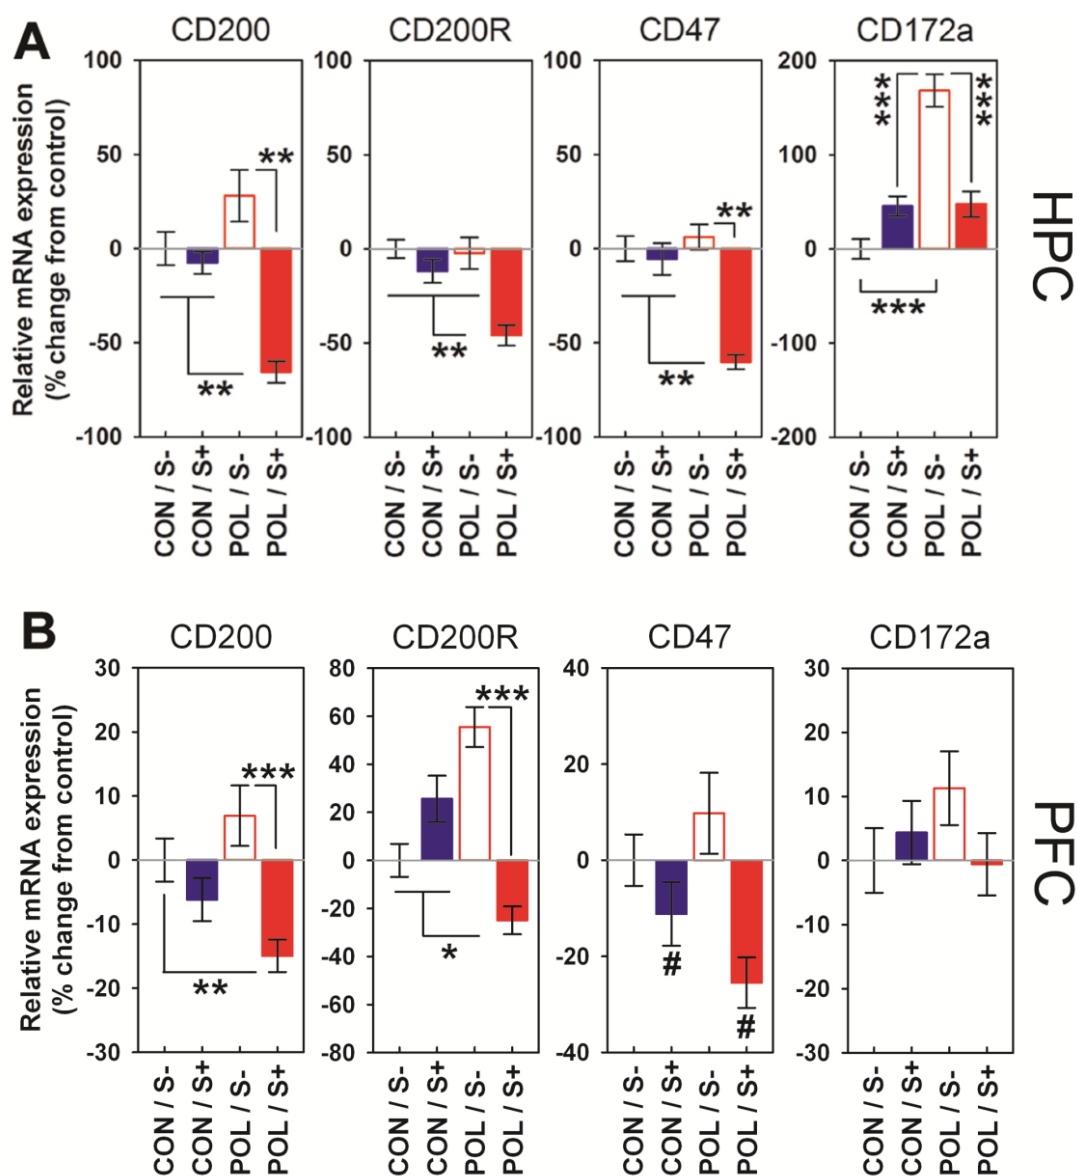 A
CD200 CD200R CD47 CD172a
Relative mRNA expression
(% change from control)
100 100 100 200
50 50 50 100
0 0 0 0
-50 -50 -50 -100
-100 -100 -100 -200
** ** *** ***
** ** ** ***
HPC
CON / S- CON / S+ POL / S- POL / S+ CON / S- CON / S+ POL / S- POL / S+ CON / S- CON / S+ POL / S- POL / S+ CON / S- CON / S+ POL / S- POL / S+
B
CD200 CD200R CD47 CD172a
Relative mRNA expression
(% change from control)
30 80 40 30
20 60 20 20
10 40 0 10
0 20 -20 0
-10 0 -40 -10
-20 -20 -20
-30 -40 -30
-60
-80
*** ***
** * # #
PFC
CON / S- CON / S+ POL / S- POL / S+ CON / S- CON / S+ POL / S- POL / S+ CON / S- CON / S+ POL / S- POL / S+ CON / S- CON / S+ POL / S- POL / S+